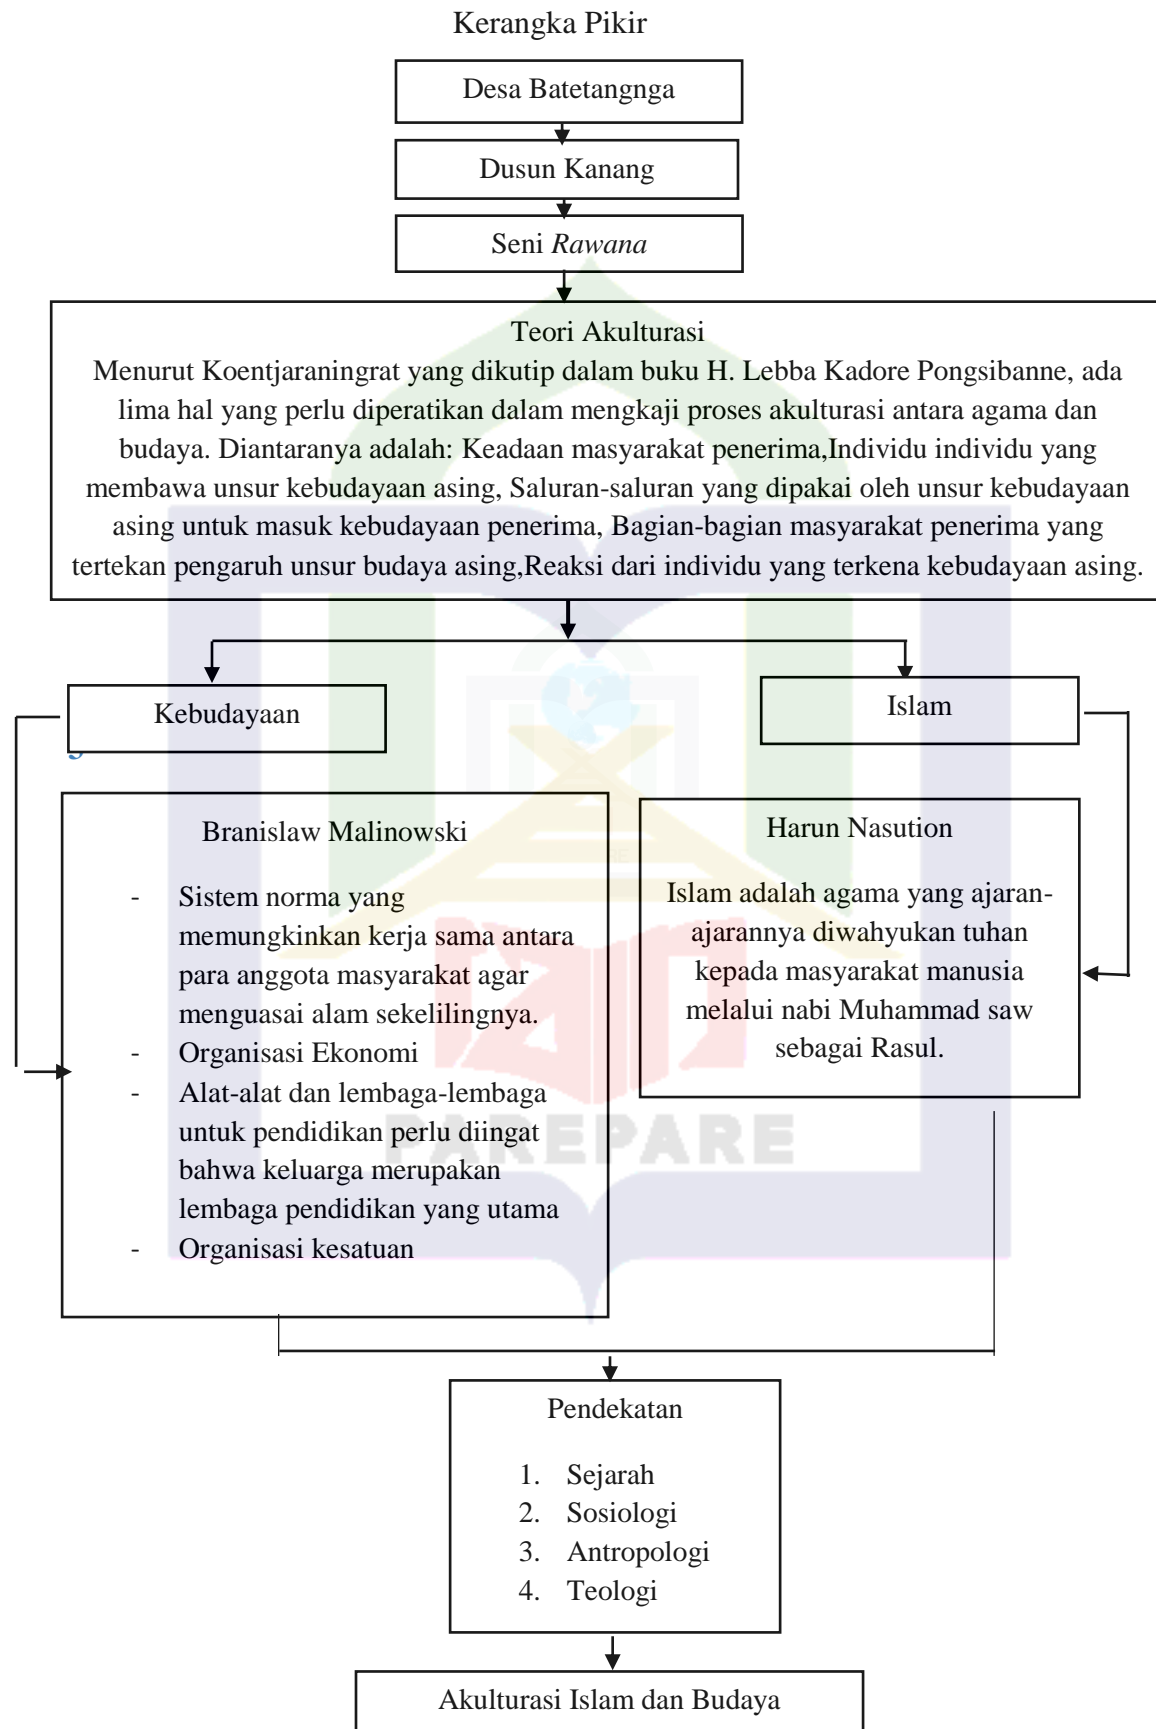 Kerangka Pikir
Desa Batetangnga
Dusun Kanang
Seni Rawana
Teori Akulturasi
Menurut Koentjaraningrat yang dikutip dalam buku H. Lebba Kadore Pongsibanne, ada
lima hal yang perlu diperatikan dalam mengkaji proses akulturasi antara agama dan
budaya. Diantaranya adalah: Keadaan masyarakat penerima,Individu individu yang
membawa unsur kebudayaan asing, Saluran-saluran yang dipakai oleh unsur kebudayaan
asing untuk masuk kebudayaan penerima, Bagian-bagian masyarakat penerima yang
tertekan pengaruh unsur budaya asing,Reaksi dari individu yang terkena kebudayaan asing.
Kebudayaan
Islam
Branislaw Malinowski
- Sistem norma yang
memungkinkan kerja sama antara
para anggota masyarakat agar
menguasai alam sekelilingnya.
- Organisasi Ekonomi
- Alat-alat dan lembaga-lembaga
untuk pendidikan perlu diingat
bahwa keluarga merupakan
lembaga pendidikan yang utama
- Organisasi kesatuan
Harun Nasution
Islam adalah agama yang ajaran-
ajarannya diwahyukan tuhan
kepada masyarakat manusia
melalui nabi Muhammad saw
sebagai Rasul.
PAREPARE
Pendekatan
1. Sejarah
2. Sosiologi
3. Antropologi
4. Teologi
Akulturasi Islam dan Budaya